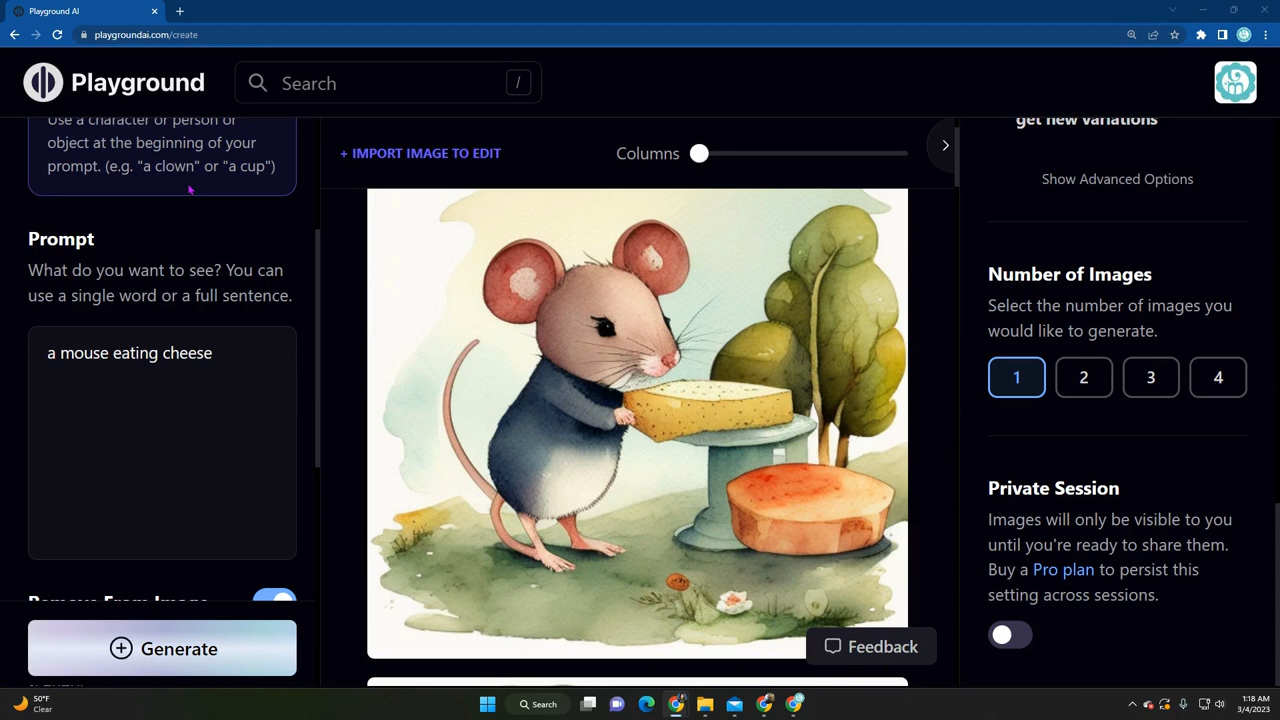 Playground AI
playgroundai.com/create
Playground
Search
/
Use a character or person or
object at the beginning of your
prompt. (e.g. "a clown" or "a cup")
Prompt
What do you want to see? You can
use a single word or a full sentence.
a mouse eating cheese
Remove From Image
Generate
+ IMPORT IMAGE TO EDIT
Columns
Feedback
get new variations
Show Advanced Options
Number of Images
Select the number of images you
would like to generate.
1 2 3 4
Private Session
Images will only be visible to you
until you're ready to share them.
Buy a Pro plan to persist this
setting across sessions.
50°F
Clear
Search
1:18 AM
3/4/2023